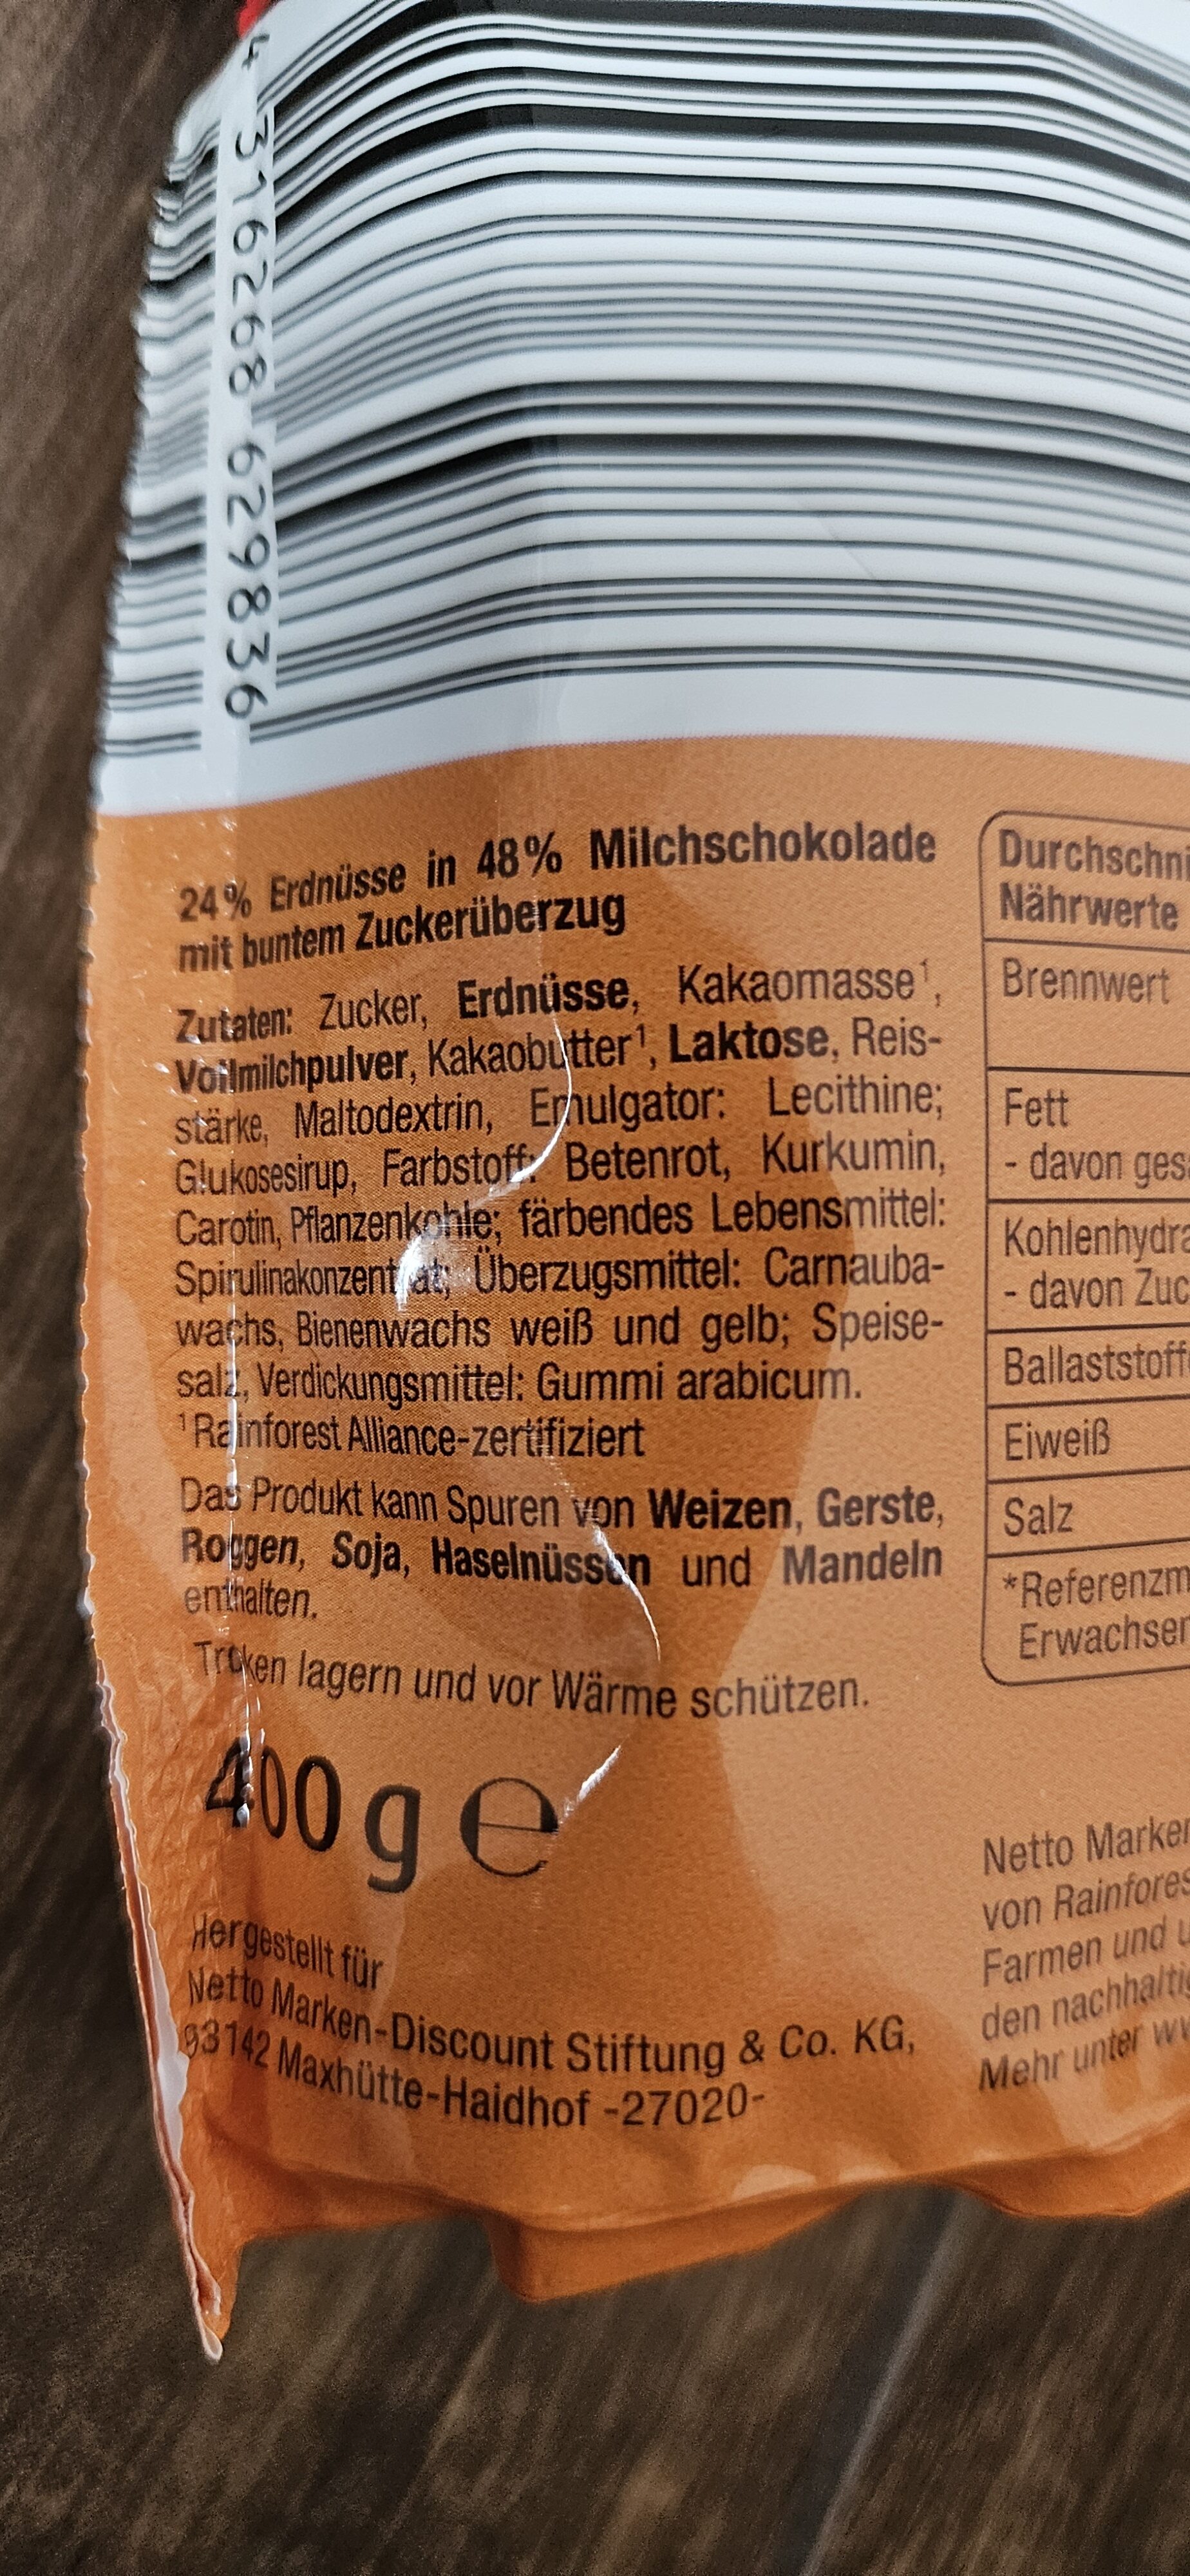 4 316268 629836
24% Erdnüsse in 48% Milchschokolade
mit buntem Zuckerüberzug
Zutaten: Zucker, Erdnüsse, Kakaomasse¹,
Vollmilchpulver, Kakaobutter¹, Laktose, Reis-
stärke, Maltodextrin, Emulgator: Lecithine;
Glukosesirup, Farbstoff: Betenrot, Kurkumin,
Carotin, Pflanzenkohle; färbendes Lebensmittel:
Spirulinakonzentrat; Überzugsmittel: Carnauba-
wachs, Bienenwachs weiß und gelb; Speise-
salz, Verdickungsmittel: Gummi arabicum.
¹Rainforest Alliance-zertifiziert
Das Produkt kann Spuren von Weizen, Gerste,
Roggen, Soja, Haselnüssen und Mandeln
enthalten.
Trocken lagern und vor Wärme schützen.
400 g e
Hergestellt für
Netto Marken-Discount Stiftung & Co. KG,
93142 Maxhütte-Haidhof -27020-
Durchschni
Nährwerte
Brennwert
Fett
- davon ges
Kohlenhydra
- davon Zuc
Ballaststoff
Eiweiß
Salz
*Referenzm
Erwachsen
Netto Marken
von Rainfores
Farmen und u
den nachhaltig
Mehr unter ww